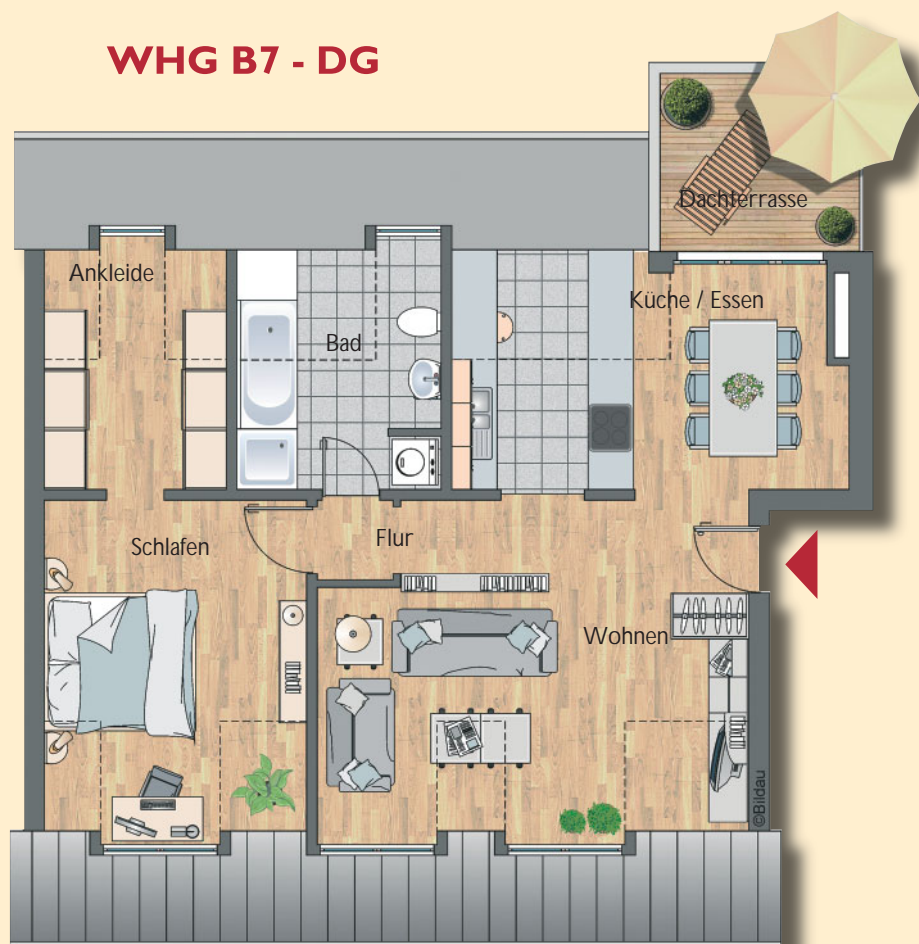 WHG B7 - DG
Dachterrasse
Ankleide
Küche / Essen
Bad
Flur
Schlafen
Wohnen
©Bildau